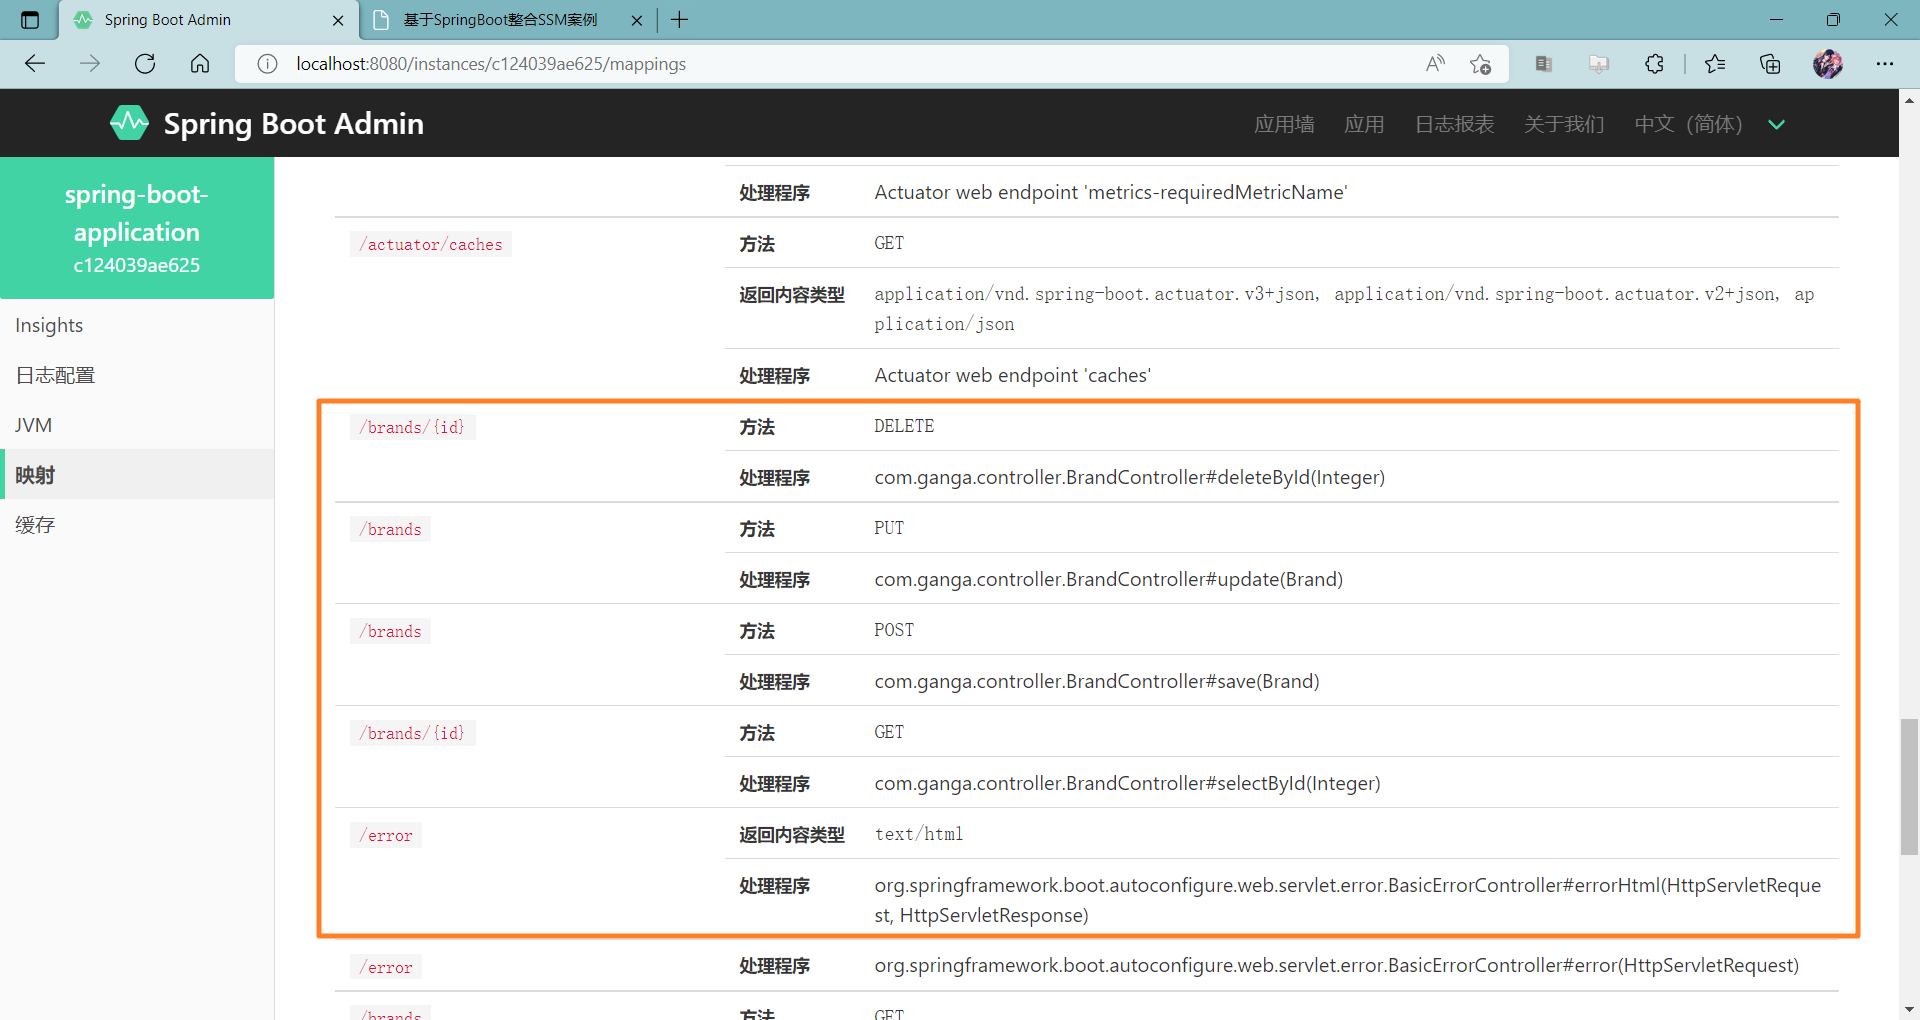 Spring Boot Admin
基于SpringBoot整合SSM案例
localhost:8080/instances/c124039ae625/mappings
Spring Boot Admin
应用墙
应用
日志报表
关于我们
中文 (简体)
spring-boot-
application
c124039ae625
Insights
日志配置
JVM
映射
缓存
处理程序 Actuator web endpoint 'metrics-requiredMetricName'
/actuator/caches 方法 GET
返回内容类型 application/vnd.spring-boot.actuator.v3+json, application/vnd.spring-boot.actuator.v2+json, ap
plication/json
处理程序 Actuator web endpoint 'caches'
/brands/{id} 方法 DELETE
处理程序 com.ganga.controller.BrandController#deleteById(Integer)
/brands 方法 PUT
处理程序 com.ganga.controller.BrandController#update(Brand)
/brands 方法 POST
处理程序 com.ganga.controller.BrandController#save(Brand)
/brands/{id} 方法 GET
处理程序 com.ganga.controller.BrandController#selectById(Integer)
/error 返回内容类型 text/html
处理程序 org.springframework.boot.autoconfigure.web.servlet.error.BasicErrorController#errorHtml(HttpServletReque
st, HttpServletResponse)
/error 处理程序 org.springframework.boot.autoconfigure.web.servlet.error.BasicErrorController#error(HttpServletRequest)
/brands 方法 GET